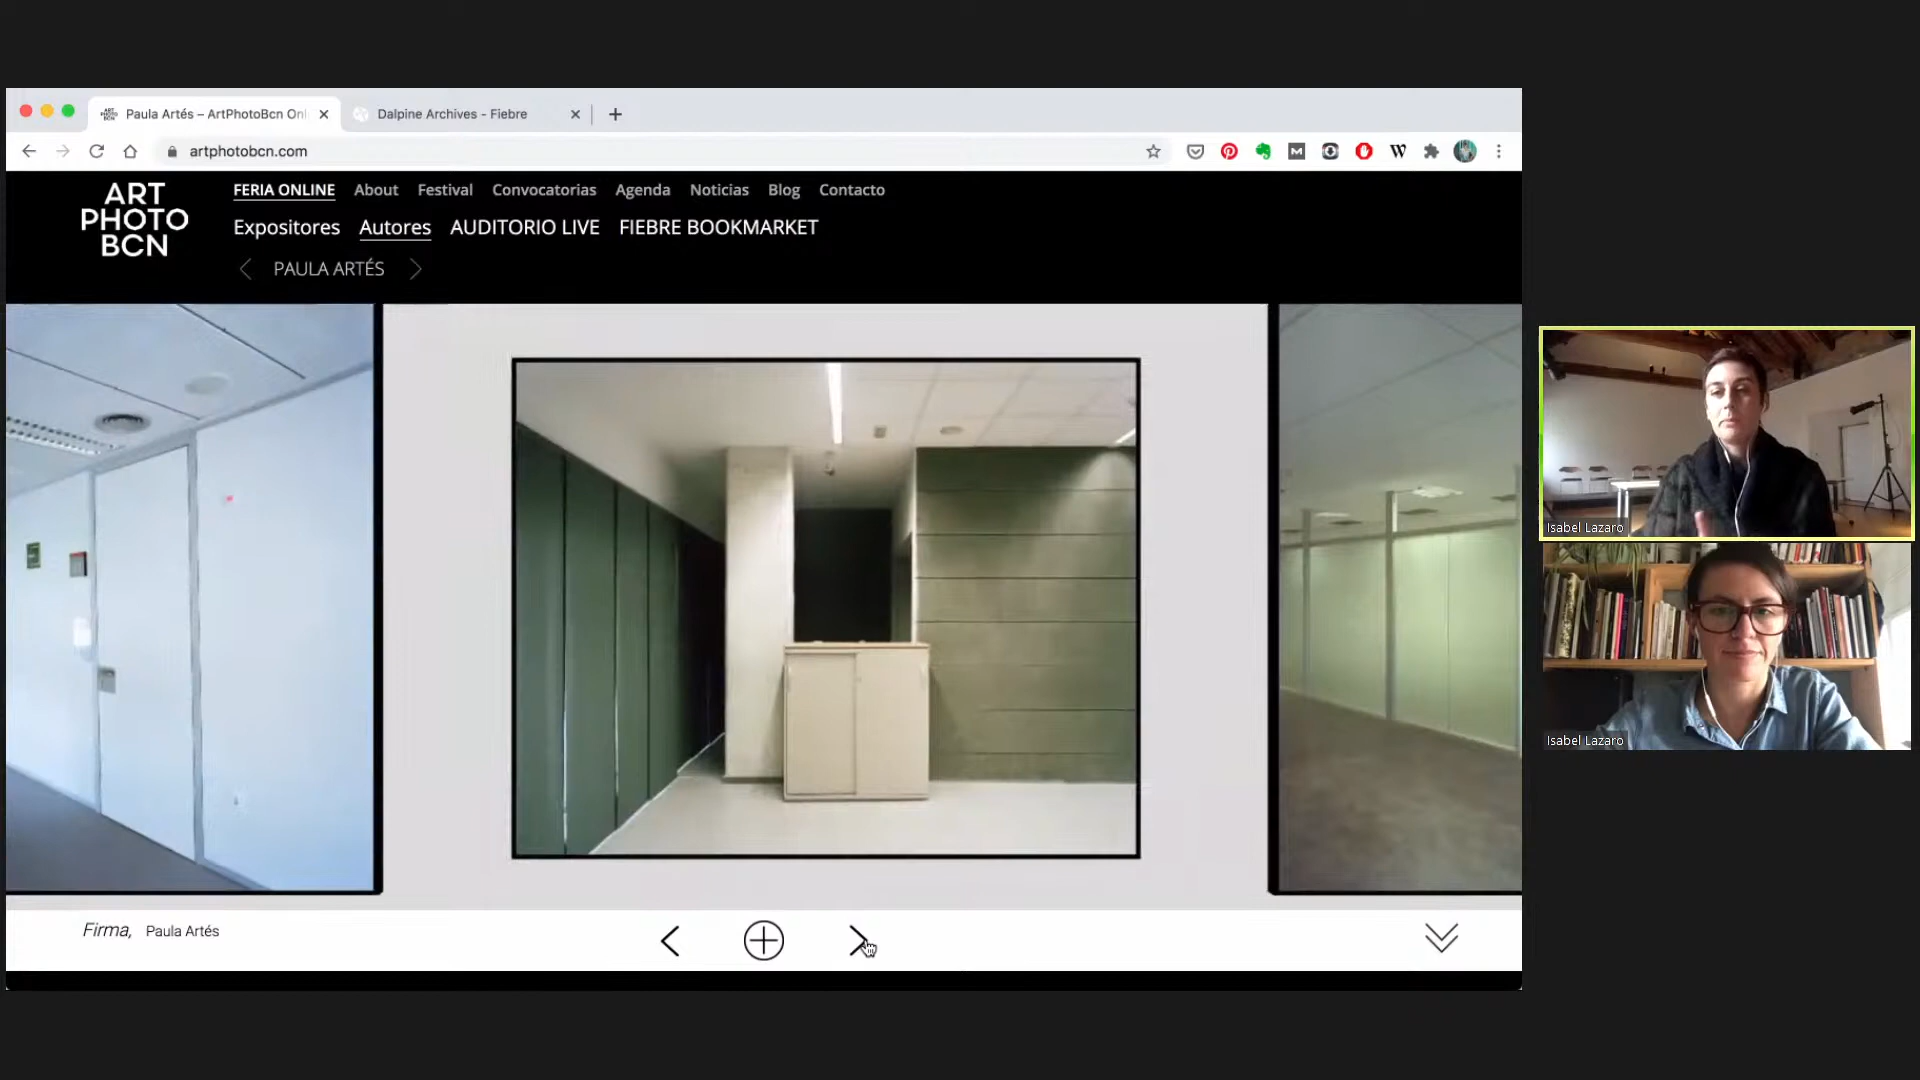 Paula Artés – ArtPhotoBcn Onl
Dalpine Archives - Fiebre
artphotobcn.com
ART
PHOTO
BCN
FERIA ONLINE About Festival Convocatorias Agenda Noticias Blog Contacto
Expositores Autores AUDITORIO LIVE FIEBRE BOOKMARKET
PAULA ARTÉS
Isabel Lazaro
Isabel Lazaro
Firma, Paula Artés